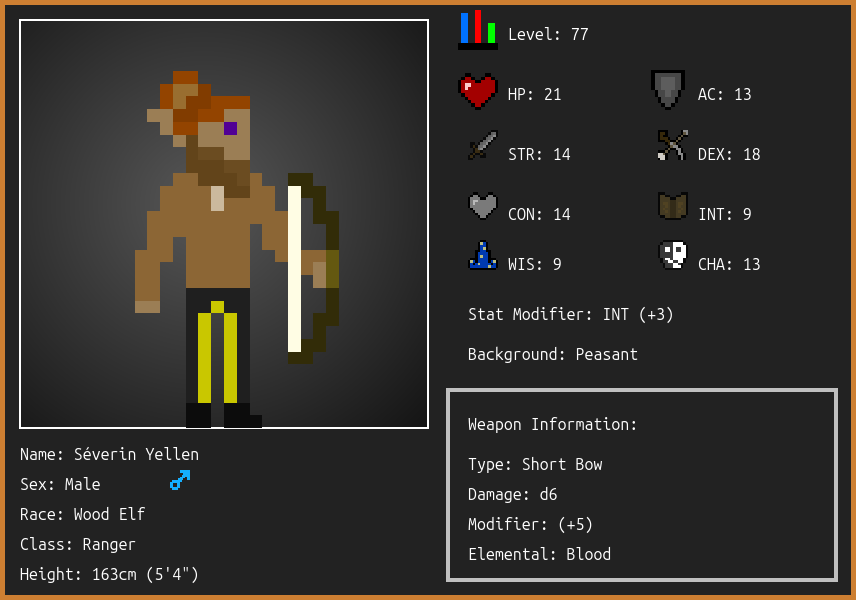 Level: 77
HP: 21
AC: 13
STR: 14
DEX: 18
CON: 14
INT: 9
WIS: 9
CHA: 13
Stat Modifier: INT (+3)
Background: Peasant
Weapon Information:
Type: Short Bow
Damage: d6
Modifier: (+5)
Elemental: Blood
Name: Séverin Yellen
Sex: Male
Race: Wood Elf
Class: Ranger
Height: 163cm (5'4")